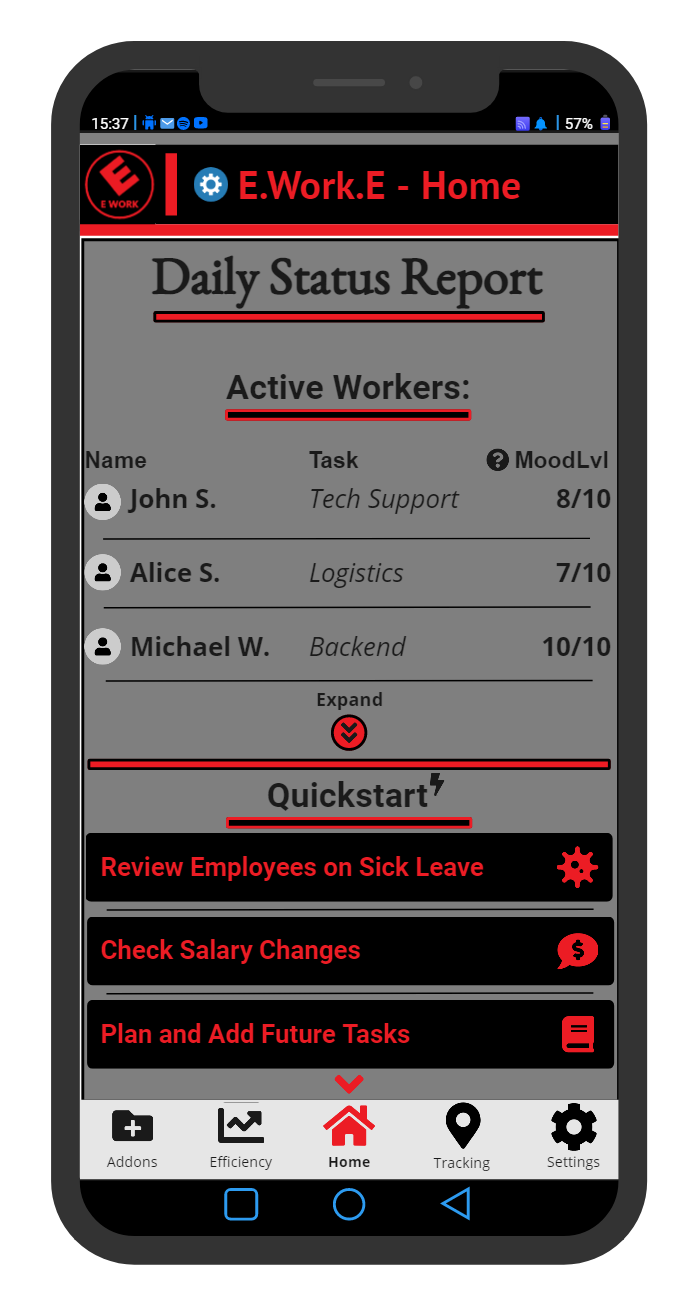 15:37
57%
E
E WORK
E.Work.E - Home
Daily Status Report
Active Workers:
Name Task ? MoodLvl
John S. Tech Support 8/10
Alice S. Logistics 7/10
Michael W. Backend 10/10
Expand
Quickstart
Review Employees on Sick Leave
Check Salary Changes $
Plan and Add Future Tasks
Addons Efficiency Home Tracking Settings